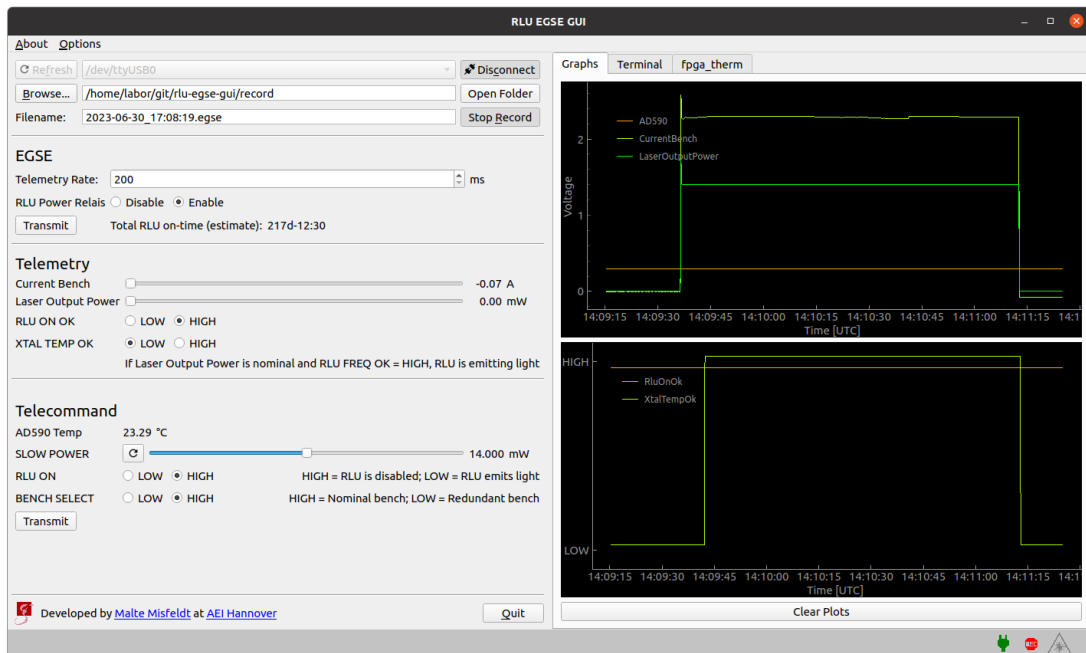 RLU EGSE GUI
About Options
Refresh /dev/ttyUSB0 Disconnect
Browse... /home/labor/git/rlu-egse-gui/record Open Folder
Filename: 2023-06-30_17:08:19.egse Stop Record
EGSE
Telemetry Rate: 200 ms
RLU Power Relais Disable Enable
Transmit Total RLU on-time (estimate): 217d-12:30
Telemetry
Current Bench -0.07 A
Laser Output Power 0.00 mW
RLU ON OK LOW HIGH
XTAL TEMP OK LOW HIGH
If Laser Output Power is nominal and RLU FREQ OK = HIGH, RLU is emitting light
Telecommand
AD590 Temp 23.29 °C
SLOW POWER 14.000 mW
RLU ON LOW HIGH HIGH = RLU is disabled; LOW = RLU emits light
BENCH SELECT LOW HIGH HIGH = Nominal bench; LOW = Redundant bench
Transmit
Developed by Malte Misfeldt at AEI Hannover Quit
Graphs Terminal fpga_therm
AD590
CurrentBench
LaserOutputPower
Voltage
2
1
0
14:09:15 14:09:30 14:09:45 14:10:00 14:10:15 14:10:30 14:10:45 14:11:00 14:11:15 14:1
Time [UTC]
HIGH
RluOnOk
XtalTempOk
LOW
14:09:15 14:09:30 14:09:45 14:10:00 14:10:15 14:10:30 14:10:45 14:11:00 14:11:15 14:1
Time [UTC]
Clear Plots
REC